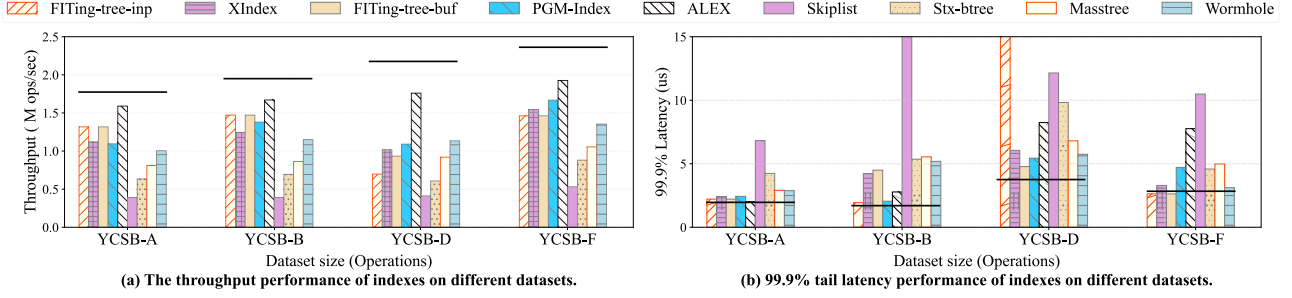 FITing-tree-inp XIndex FITing-tree-buf PGM-Index ALEX Skiplist Stx-btree Masstree Wormhole
2.5
2.0
1.5
1.0
0.5
0.0
Throughput ( M ops/sec)
YCSB-A YCSB-B YCSB-D YCSB-F
Dataset size (Operations)
(a) The throughput performance of indexes on different datasets.
15
10
5
0
99.9% Latency (us)
YCSB-A YCSB-B YCSB-D YCSB-F
Dataset size (Operations)
(b) 99.9% tail latency performance of indexes on different datasets.